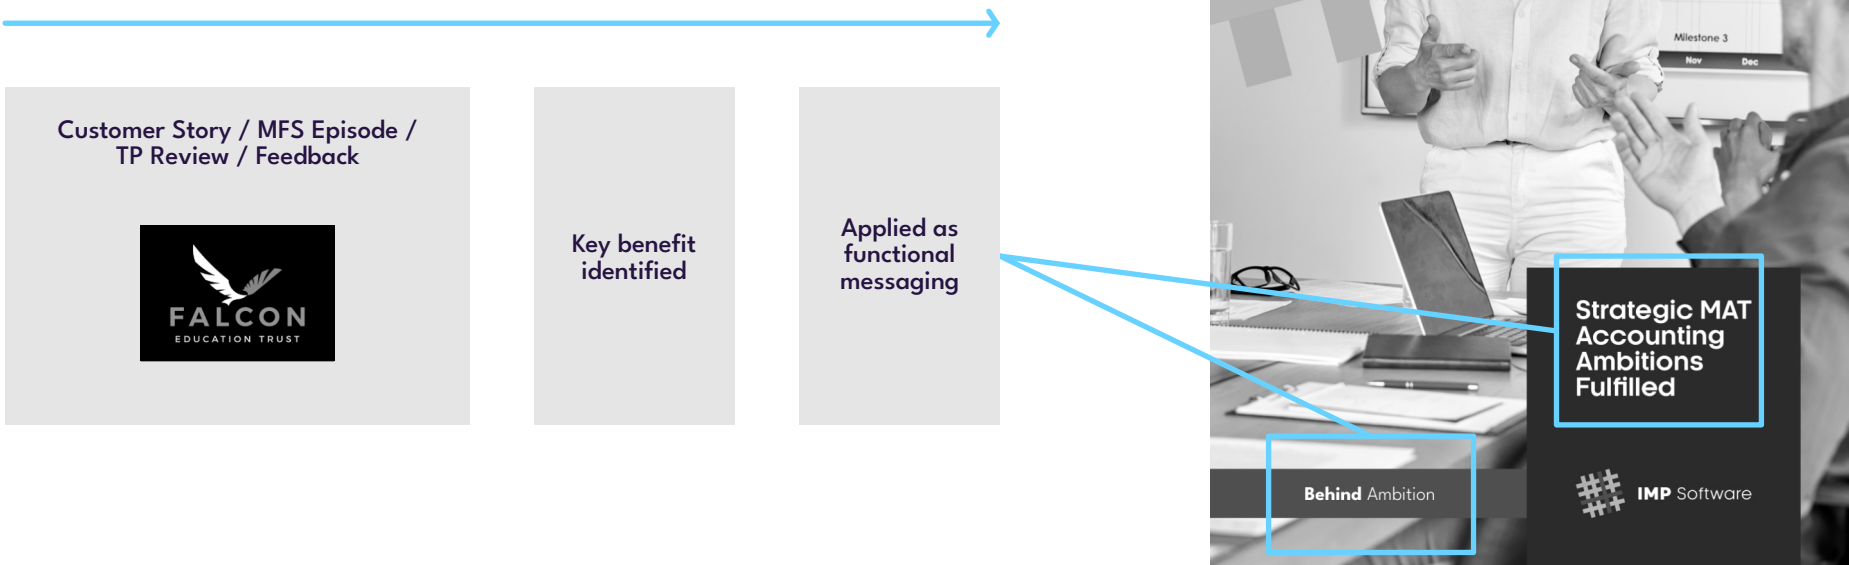 Customer Story / MFS Episode /
TP Review / Feedback
FALCON
EDUCATION TRUST
Key benefit
identified
Applied as
functional
messaging
Milestone 3
Nov Dec
Strategic MAT
Accounting
Ambitions
Fulfilled
Behind Ambition
IMP Software